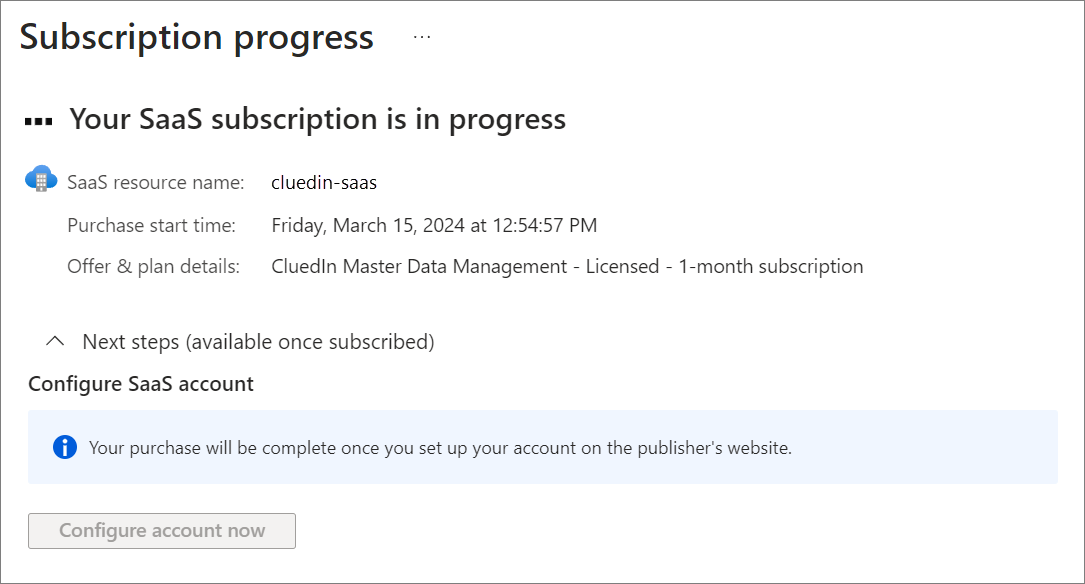 Subscription progress ...
Your SaaS subscription is in progress
SaaS resource name: cluedin-saas
Purchase start time: Friday, March 15, 2024 at 12:54:57 PM
Offer & plan details: CluedIn Master Data Management - Licensed - 1-month subscription
Next steps (available once subscribed)
Configure SaaS account
Your purchase will be complete once you set up your account on the publisher's website.
Configure account now